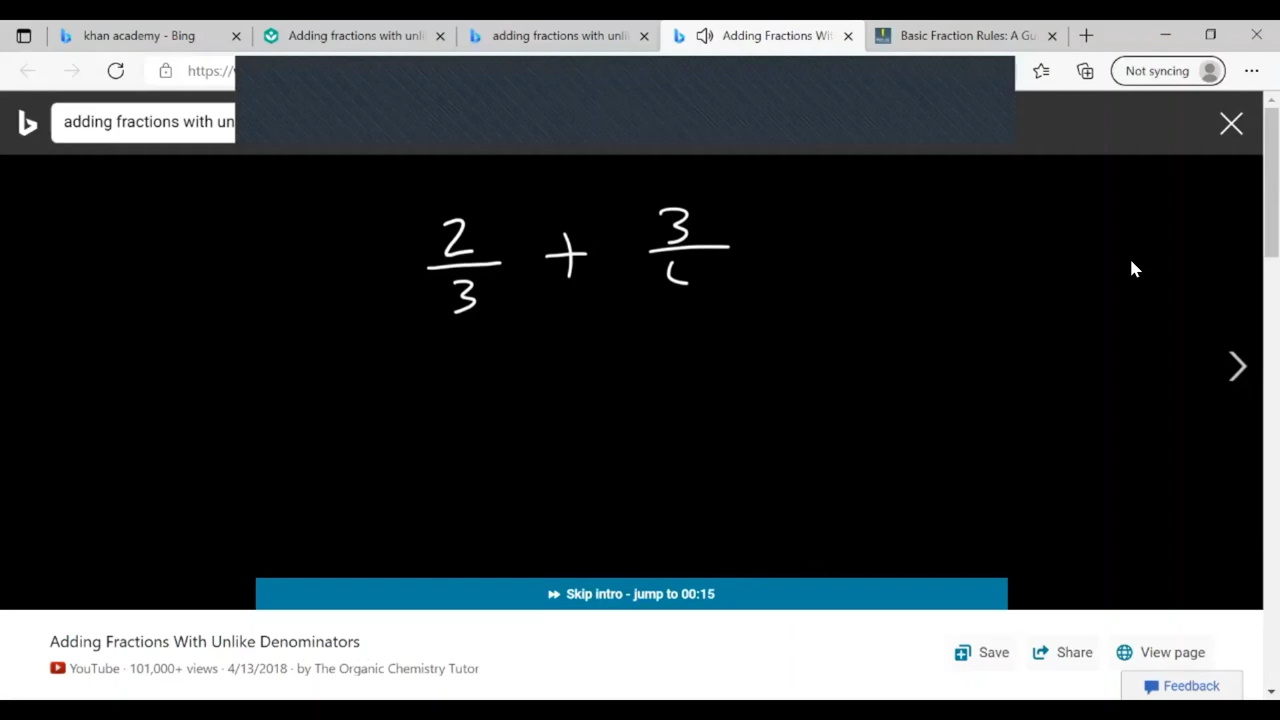 khan academy - Bing
Adding fractions with unli
adding fractions with unli
Adding Fractions Wit
Basic Fraction Rules: A Gu
https://
Not syncing
adding fractions with un
2 + 3
3
Skip intro - jump to 00:15
Adding Fractions With Unlike Denominators
YouTube · 101,000+ views · 4/13/2018 · by The Organic Chemistry Tutor
Save
Share
View page
Feedback